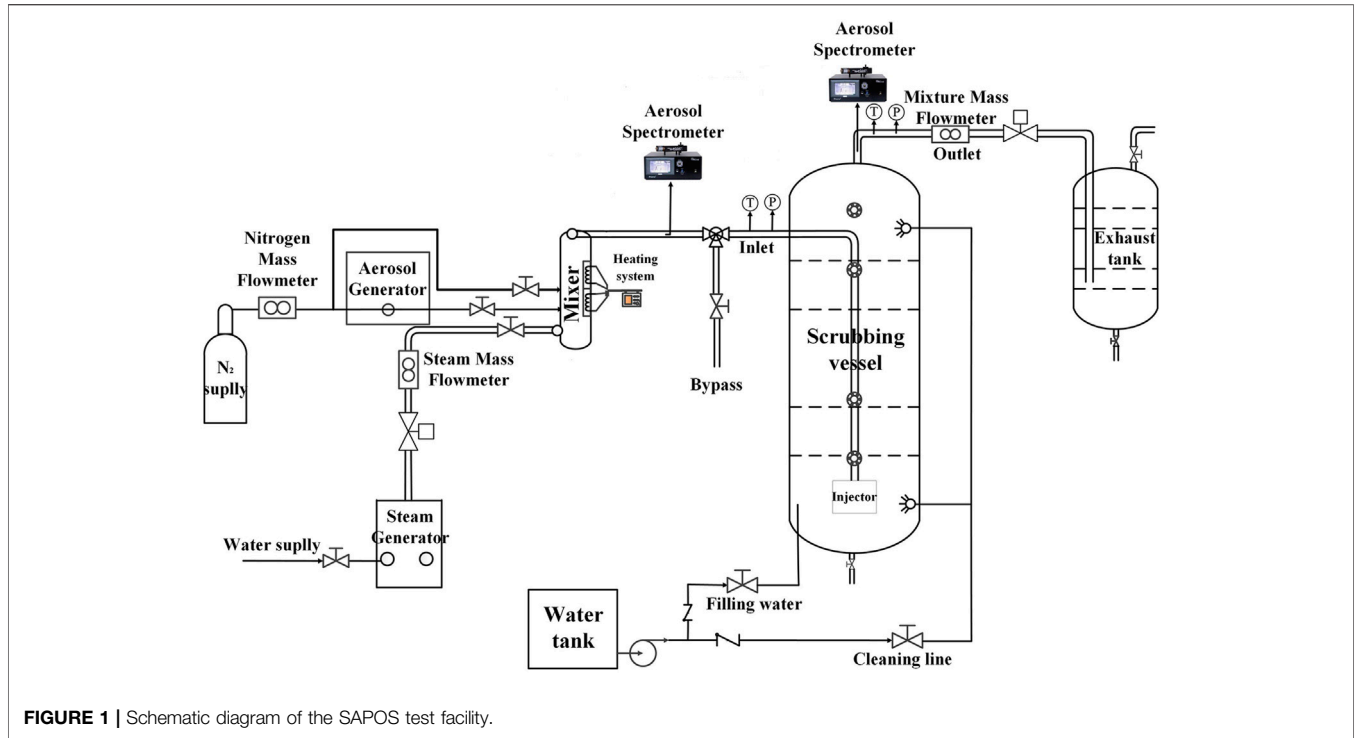 Aerosol
Spectrometer
T
P
Mixture Mass
Flowmeter
Outlet
Aerosol
Spectrometer
T
P
Inlet
Nitrogen
Mass
Flowmeter
Aerosol
Generator
Mixer
Heating
system
Exhaust
tank
Scrubbing
vessel
N₂
suplly
Steam Mass
Flowmeter
Bypass
Injector
Steam
Generator
Water suplly
Filling water
Water
tank
Cleaning line
FIGURE 1 | Schematic diagram of the SAPOS test facility.